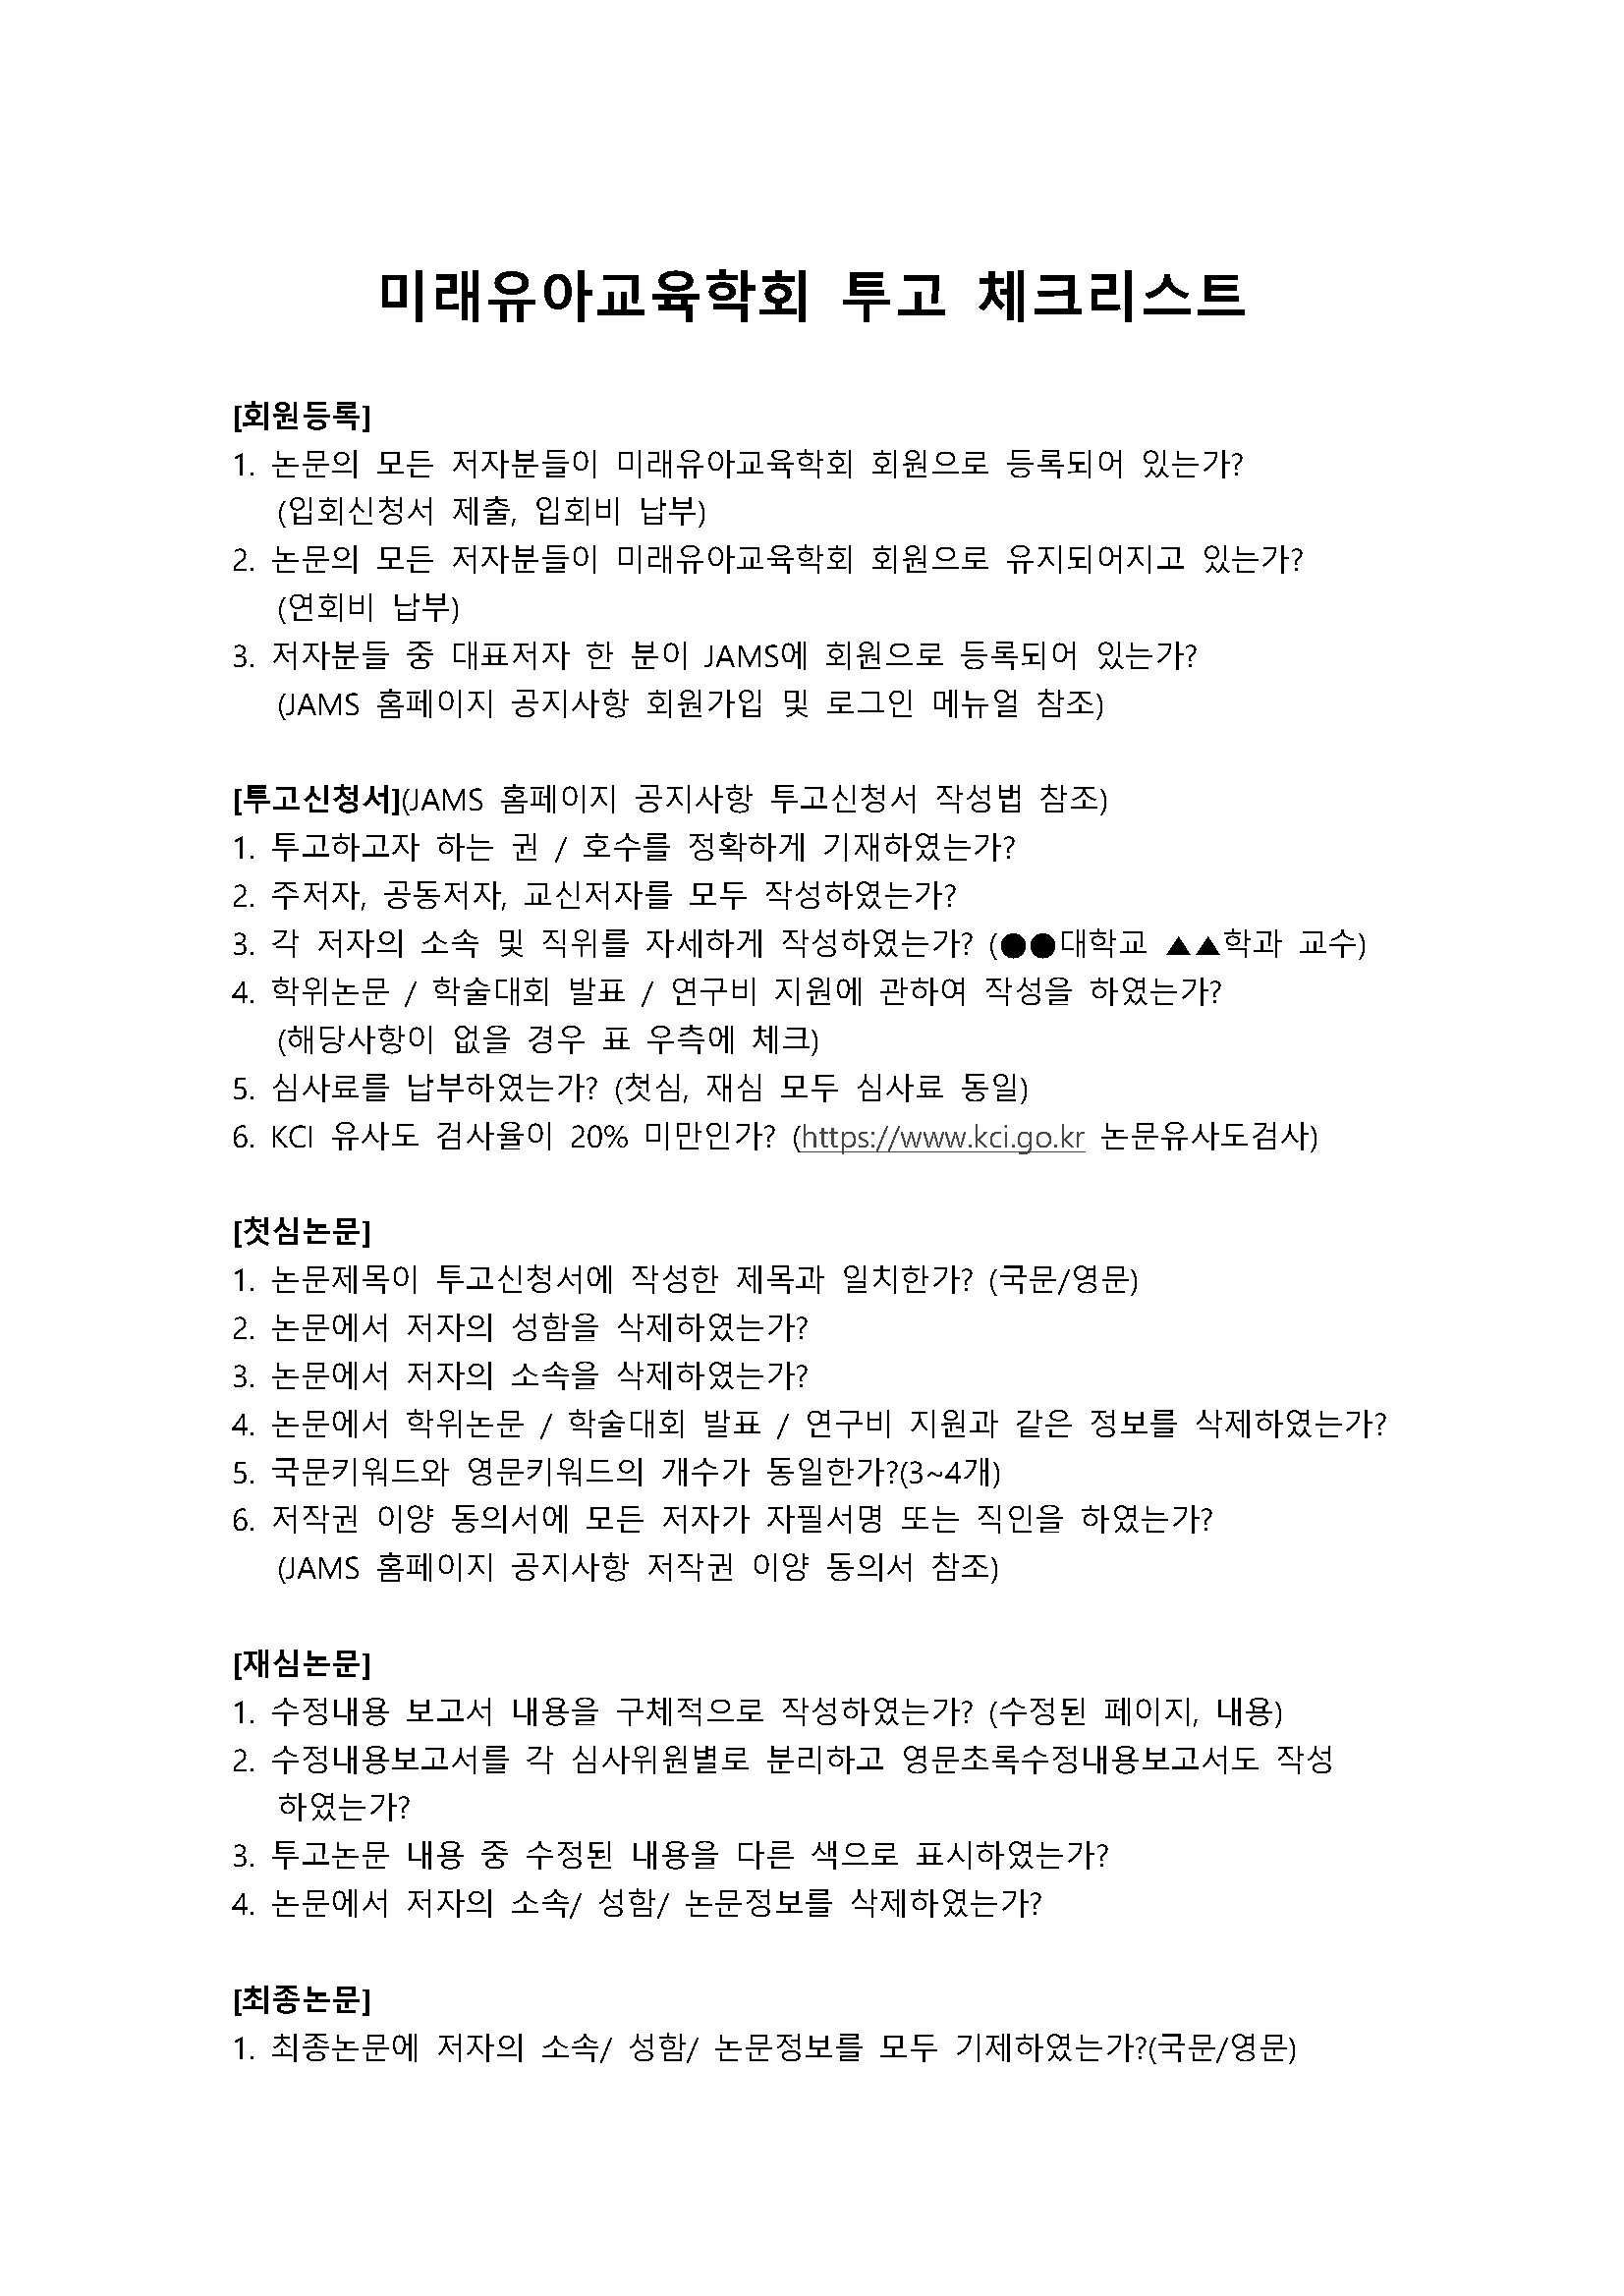 미래유아교육학회 투고 체크리스트
[회원등록]
1. 논문의 모든 저자분들이 미래유아교육학회 회원으로 등록되어 있는가?
(입회신청서 제출, 입회비 납부)
2. 논문의 모든 저자분들이 미래유아교육학회 회원으로 유지되어지고 있는가?
(연회비 납부)
3. 저자분들 중 대표저자 한 분이 JAMS에 회원으로 등록되어 있는가?
(JAMS 홈페이지 공지사항 회원가입 및 로그인 메뉴얼 참조)
[투고신청서](JAMS 홈페이지 공지사항 투고신청서 작성법 참조)
1. 투고하고자 하는 권 / 호수를 정확하게 기재하였는가?
2. 주저자, 공동저자, 교신저자를 모두 작성하였는가?
3. 각 저자의 소속 및 직위를 자세하게 작성하였는가? (●●대학교 ▲▲학과 교수)
4. 학위논문 / 학술대회 발표 / 연구비 지원에 관하여 작성을 하였는가?
(해당사항이 없을 경우 표 우측에 체크)
5. 심사료를 납부하였는가? (첫심, 재심 모두 심사료 동일)
6. KCI 유사도 검사율이 20% 미만인가? (https://www.kci.go.kr 논문유사도검사)
[첫심논문]
1. 논문제목이 투고신청서에 작성한 제목과 일치한가? (국문/영문)
2. 논문에서 저자의 성함을 삭제하였는가?
3. 논문에서 저자의 소속을 삭제하였는가?
4. 논문에서 학위논문 / 학술대회 발표 / 연구비 지원과 같은 정보를 삭제하였는가?
5. 국문키워드와 영문키워드의 개수가 동일한가?(3~4개)
6. 저작권 이양 동의서에 모든 저자가 자필서명 또는 직인을 하였는가?
(JAMS 홈페이지 공지사항 저작권 이양 동의서 참조)
[재심논문]
1. 수정내용 보고서 내용을 구체적으로 작성하였는가? (수정된 페이지, 내용)
2. 수정내용보고서를 각 심사위원별로 분리하고 영문초록수정내용보고서도 작성
하였는가?
3. 투고논문 내용 중 수정된 내용을 다른 색으로 표시하였는가?
4. 논문에서 저자의 소속/ 성함/ 논문정보를 삭제하였는가?
[최종논문]
1. 최종논문에 저자의 소속/ 성함/ 논문정보를 모두 기제하였는가?(국문/영문)